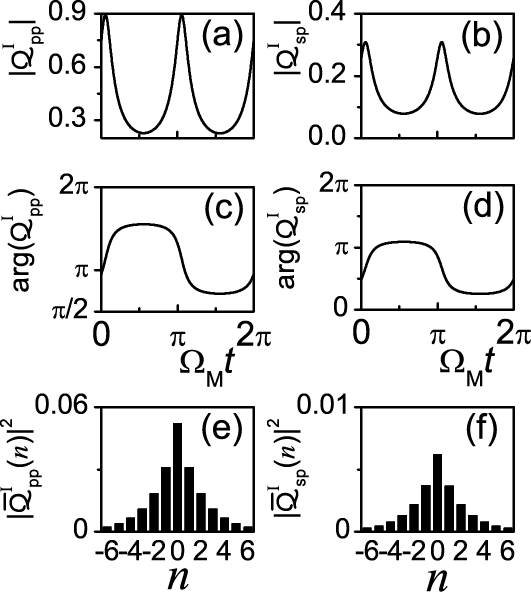 |Q^I_pp| 0.9 0.6 0.3 (a)
|Q^I_sp| 0.4 0.2 0.0 (b)
arg(Q^I_pp) 2π π π/2 (c)
0 π 2π
Ω_M t
arg(Q^I_sp) 2π π 0 (d)
0 π 2π
Ω_M t
|Q̅^I_pp(n)|^2 0.06 0 (e)
-6-4-2 0 2 4 6
n
|Q̅^I_sp(n)|^2 0.01 0 (f)
-6-4-2 0 2 4 6
n